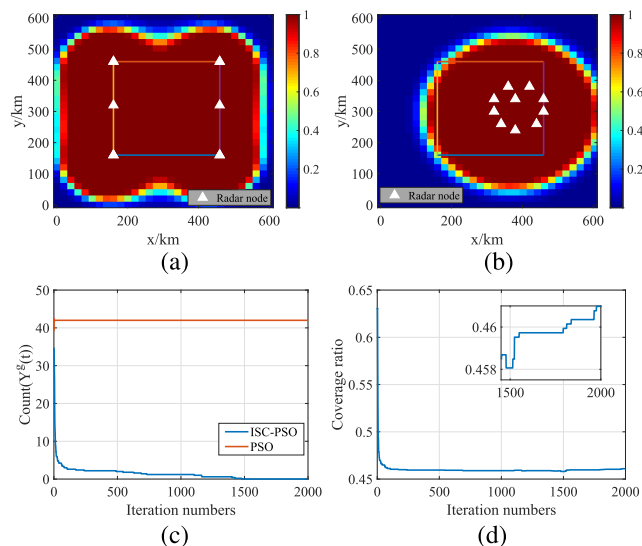 600
500
400
300
200
100
0
y/km
0 200 400 600
x/km
Radar node
1
0.8
0.6
0.4
0.2
(a)
600
500
400
300
200
100
0
y/km
0 200 400 600
x/km
Radar node
1
0.8
0.6
0.4
0.2
(b)
50
40
30
20
10
0
Count(Y^g(t))
0 500 1000 1500 2000
Iteration numbers
ISC-PSO
PSO
(c)
0.65
0.6
0.55
0.5
0.45
Coverage ratio
0.46
0.458
1500 2000
0 500 1000 1500 2000
Iteration numbers
(d)